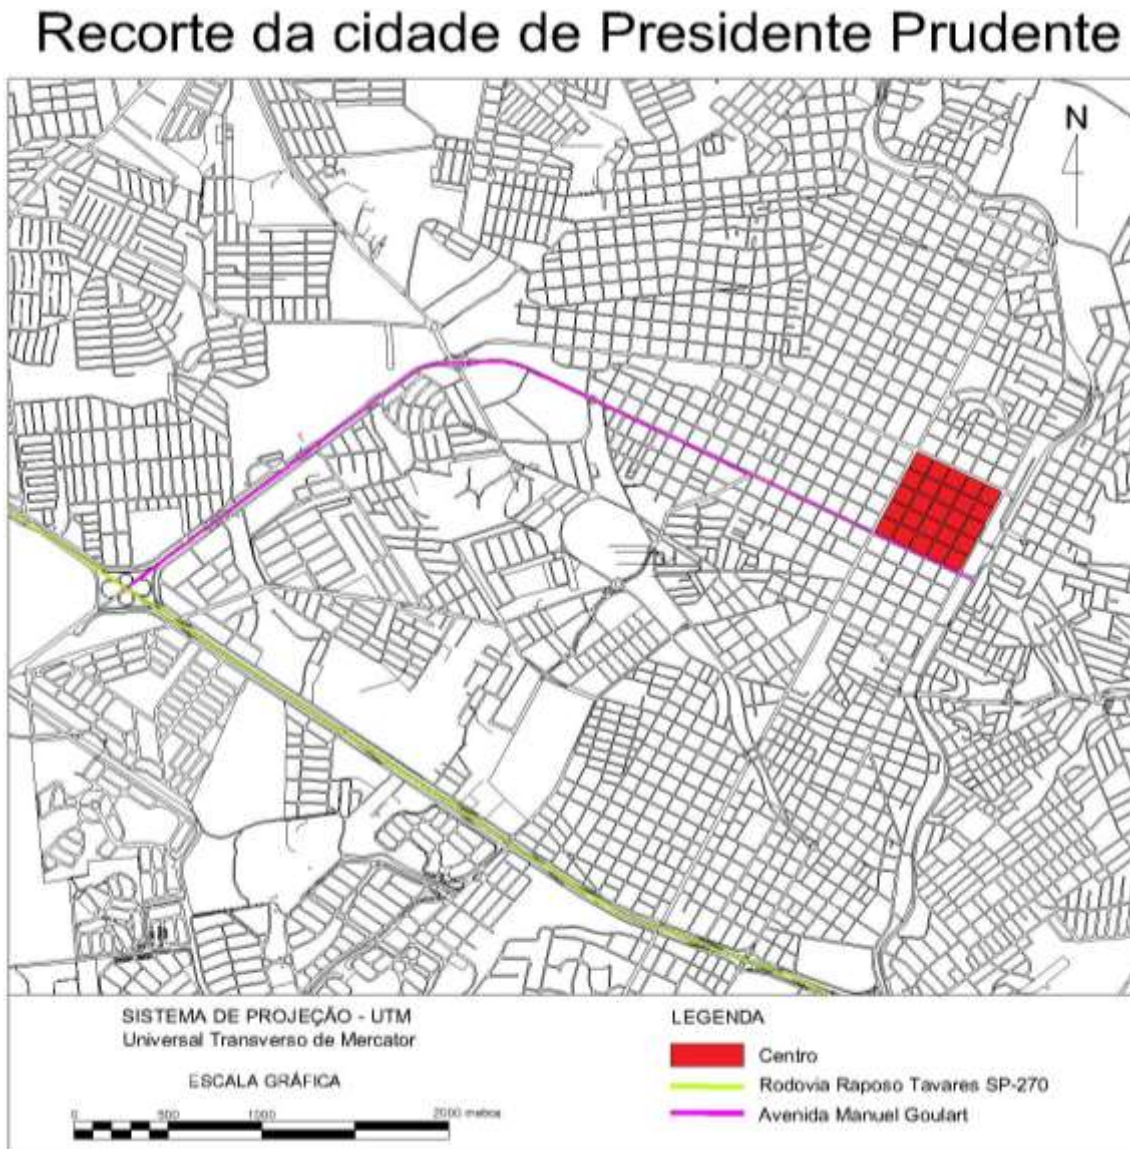 Recorte da cidade de Presidente Prudente
N
SISTEMA DE PROJEÇÃO - UTM
Universal Transverso de Mercator
ESCALA GRÁFICA
0 500 1000 2000 metros
LEGENDA
Centro
Rodovia Raposo Tavares SP-270
Avenida Manuel Goulart